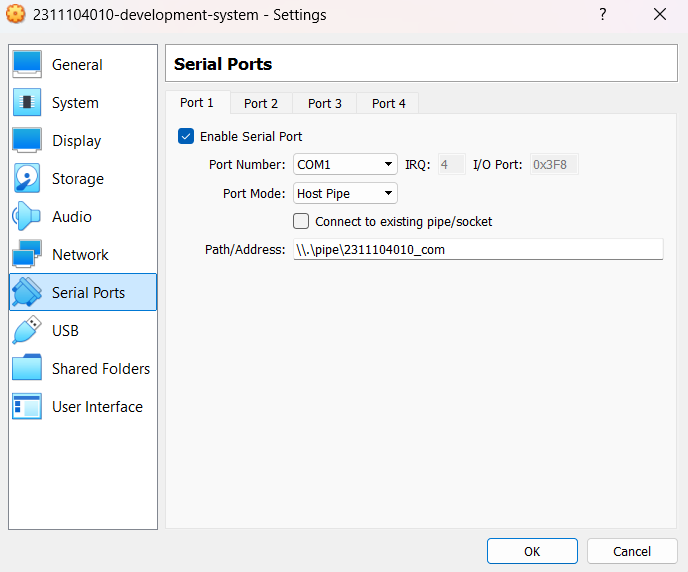 2311104010-development-system - Settings
?
General
System
Display
Storage
Audio
Network
Serial Ports
USB
Shared Folders
User Interface
Serial Ports
Port 1 Port 2 Port 3 Port 4
Enable Serial Port
Port Number: COM1 IRQ: 4 I/O Port: 0x3F8
Port Mode: Host Pipe
Connect to existing pipe/socket
Path/Address: \\.\pipe\2311104010_com
OK Cancel